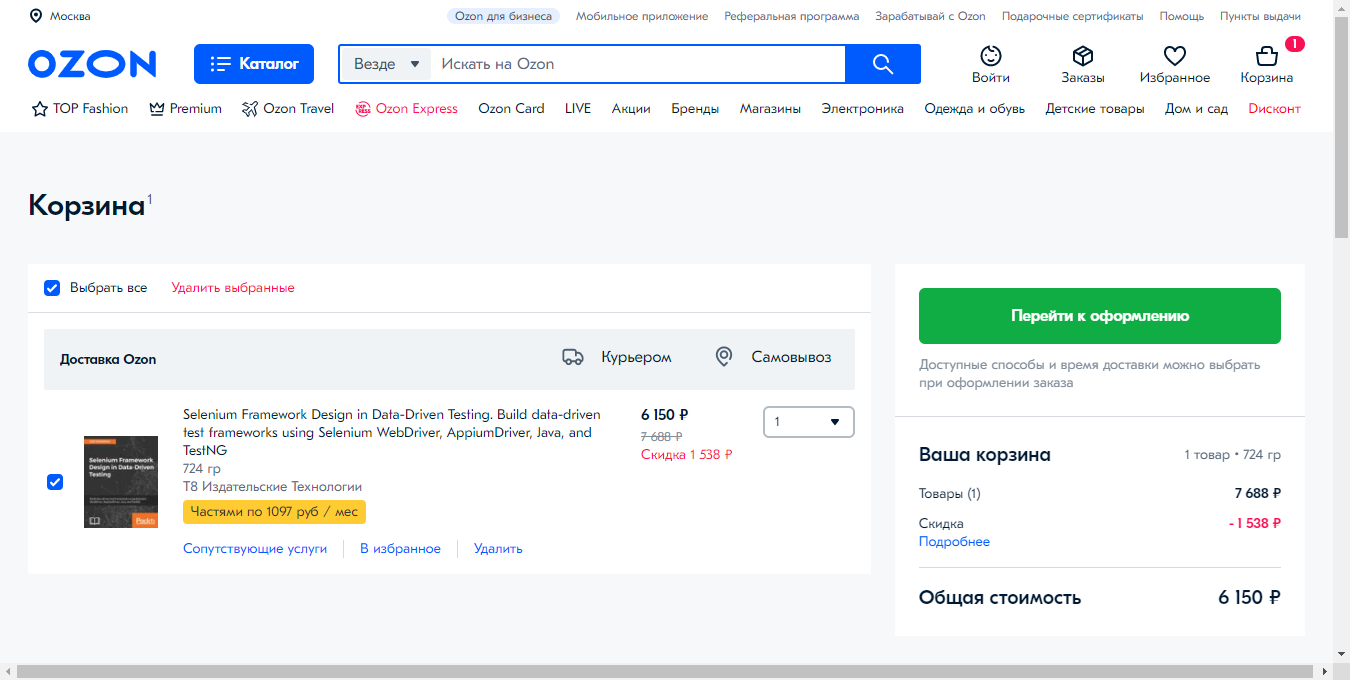 Москва
Ozon для бизнеса Мобильное приложение Реферальная программа Зарабатывай с Ozon Подарочные сертификаты Помощь Пункты выдачи
OZON
Каталог
Везде
Искать на Ozon
Войти
Заказы
Избранное
1
Корзина
TOP Fashion Premium Ozon Travel Ozon Express Ozon Card LIVE Акции Бренды Магазины Электроника Одежда и обувь Детские товары Дом и сад Дисконт
Корзина 1
Выбрать все Удалить выбранные
Доставка Ozon Курьером Самовывоз
Selenium Framework Design in Data-Driven Testing
Packt
Selenium Framework Design in Data-Driven Testing. Build data-driven
test frameworks using Selenium WebDriver, AppiumDriver, Java, and
TestNG
724 гр
Т8 Издательские Технологии
Частями по 1097 руб / мес
Сопутствующие услуги В избранное Удалить
6 150 ₽
7 688 ₽
Скидка 1 538 ₽
1
Перейти к оформлению
Доступные способы и время доставки можно выбрать
при оформлении заказа
Ваша корзина 1 товар • 724 гр
Товары (1) 7 688 ₽
Скидка - 1 538 ₽
Подробнее
Общая стоимость 6 150 ₽